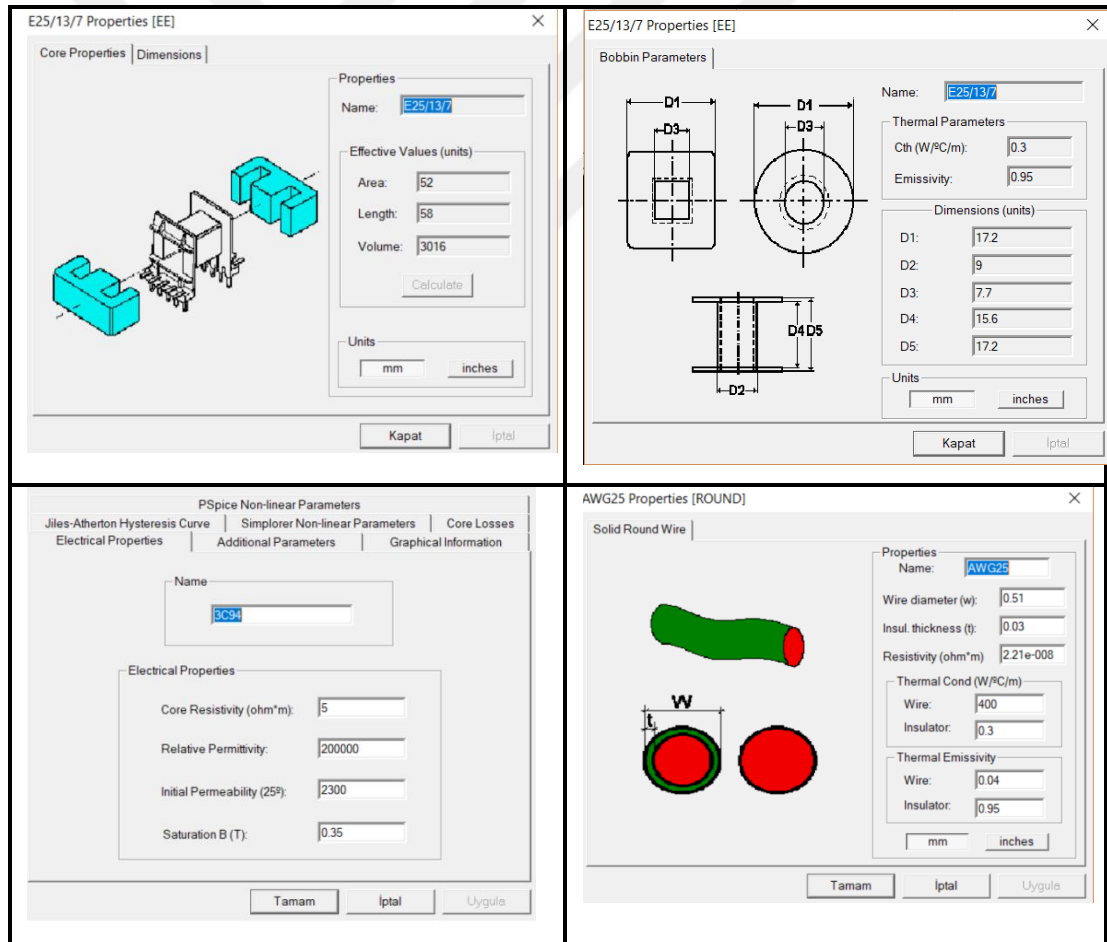 E25/13/7 Properties [EE]
Core Properties
Dimensions
Properties
Name: E25/13/7
Effective Values (units)
Area: 52
Length: 58
Volume: 3016
Calculate
Units
mm
inches
Kapat
İptal
E25/13/7 Properties [EE]
Bobbin Parameters
D1
D3
D1
D3
D4
D5
D2
Name: E25/13/7
Thermal Parameters
Cth (W/ºC/m): 0.3
Emissivity: 0.95
Dimensions (units)
D1: 17.2
D2: 9
D3: 7.7
D4: 15.6
D5: 17.2
Units
mm
inches
Kapat
İptal
PSpice Non-linear Parameters
Jiles-Atherton Hysteresis Curve
Simplorer Non-linear Parameters
Core Losses
Electrical Properties
Additional Parameters
Graphical Information
Name
3C94
Electrical Properties
Core Resistivity (ohm*m): 5
Relative Permittivity: 200000
Initial Permeability (25º): 2300
Saturation B (T): 0.35
Tamam
İptal
Uygula
AWG25 Properties [ROUND]
Solid Round Wire
W
t
Properties
Name: AWG25
Wire diameter (w): 0.51
Insul. thickness (t): 0.03
Resistivity (ohm*m) 2.21e-008
Thermal Cond (W/ºC/m)
Wire: 400
Insulator: 0.3
Thermal Emissivity
Wire: 0.04
Insulator: 0.95
mm
inches
Tamam
İptal
Uygula